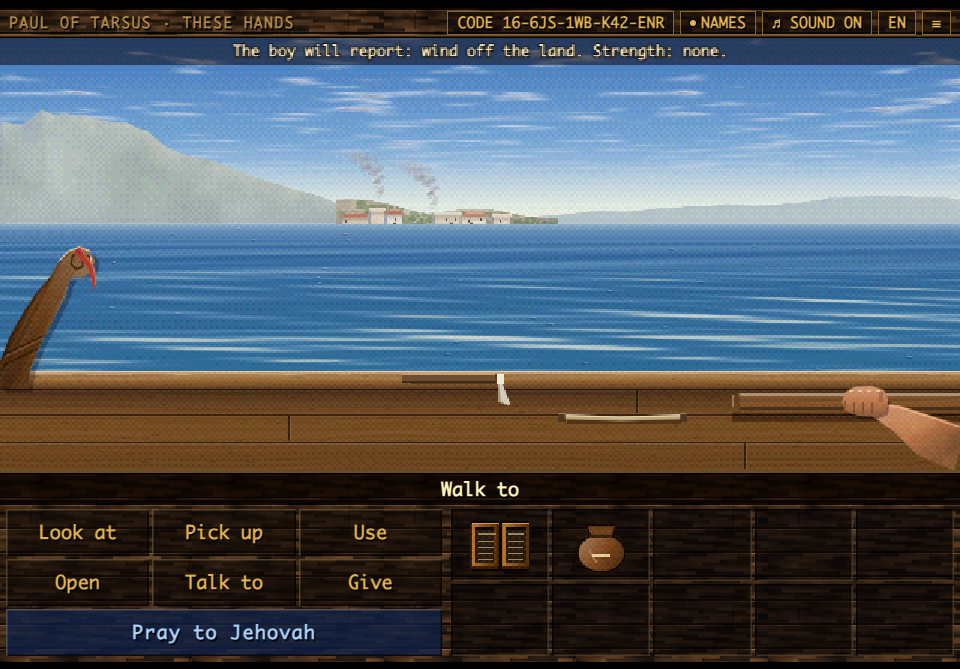 PAUL OF TARSUS · THESE HANDS
CODE 16-6JS-1WB-K42-ENR
• NAMES
♬ SOUND ON
EN
≡
The boy will report: wind off the land. Strength: none.
Walk to
Look at
Pick up
Use
Open
Talk to
Give
Pray to Jehovah